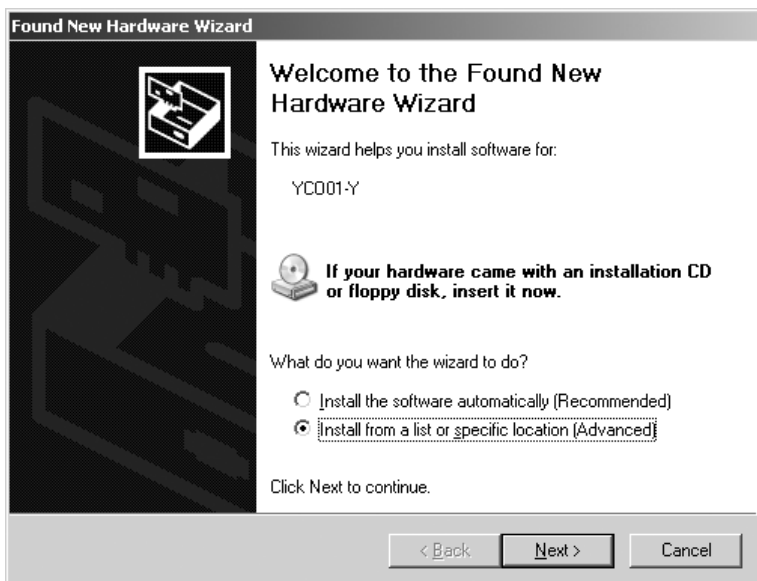 Found New Hardware Wizard
Welcome to the Found New
Hardware Wizard
This wizard helps you install software for:
YC001-Y
If your hardware came with an installation CD
or floppy disk, insert it now.
What do you want the wizard to do?
Install the software automatically (Recommended)
Install from a list or specific location (Advanced)
Click Next to continue.
< Back
Next >
Cancel